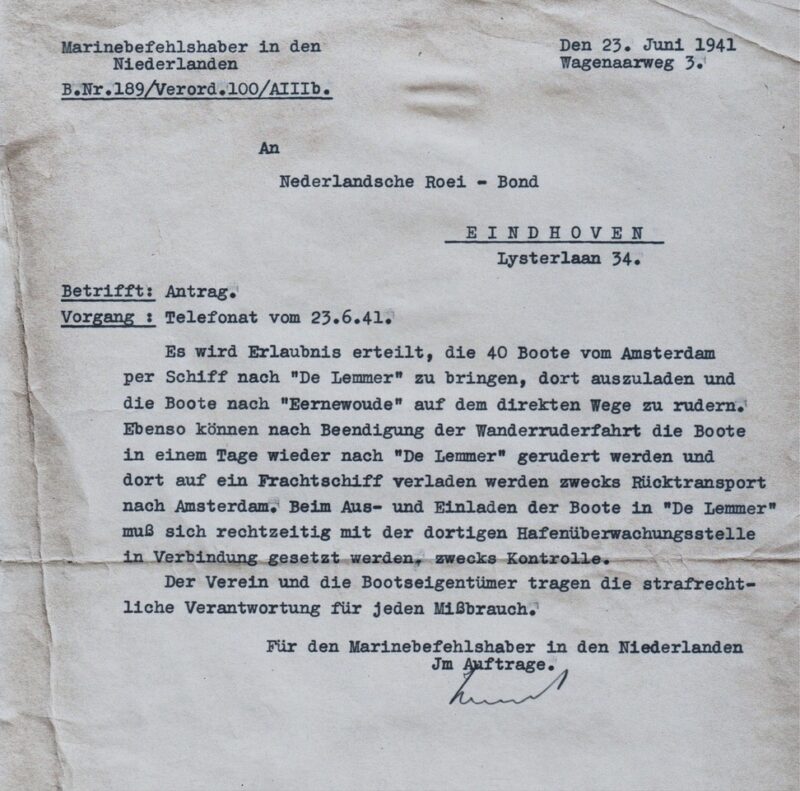 Marinebefehlshaber in den
Niederlanden
B.Nr.189/Verord.100/AIIIb.
Den 23. Juni 1941
Wagenaarweg 3.
An
Nederlandsche Roei - Bond
E I N D H O V E N
Lysterlaan 34.
Betrifft: Antrag.
Vorgang : Telefonat vom 23.6.41.
Es wird Erlaubnis erteilt, die 40 Boote vom Amsterdam
per Schiff nach "De Lemmer" zu bringen, dort auszuladen und
die Boote nach "Eernewoude" auf dem direkten Wege zu rudern.
Ebenso können nach Beendigung der Wanderruderfahrt die Boote
in einem Tage wieder nach "De Lemmer" gerudert werden und
dort auf ein Frachtschiff verladen werden zwecks Rücktransport
nach Amsterdam. Beim Aus- und Einladen der Boote in "De Lemmer"
muß sich rechtzeitig mit der dortigen Hafenüberwachungsstelle
in Verbindung gesetzt werden, zwecks Kontrolle.
Der Verein und die Bootseigentümer tragen die strafrecht-
liche Verantwortung für jeden Mißbrauch.
Für den Marinebefehlshaber in den Niederlanden
Jm Auftrage.